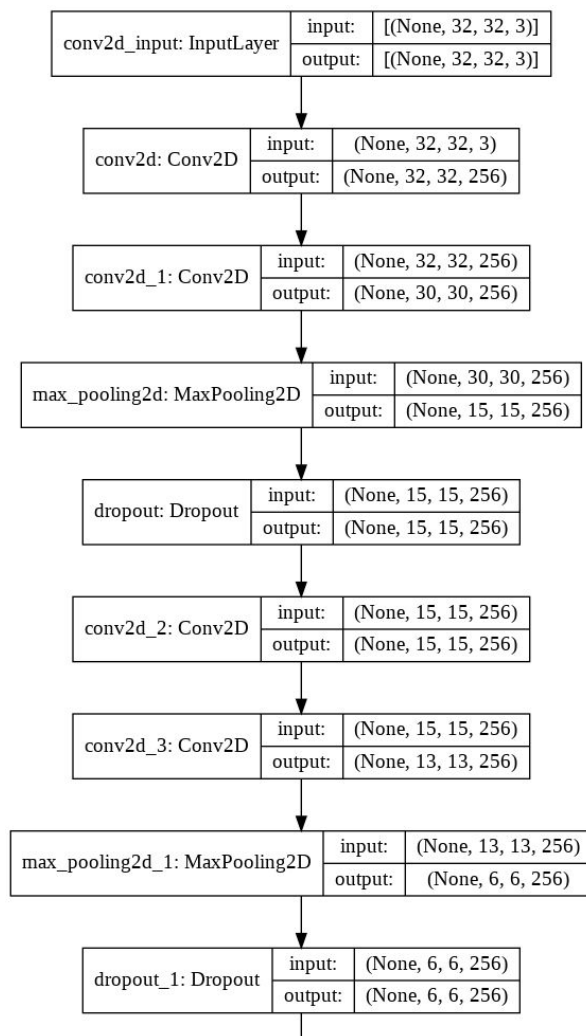 conv2d_input: InputLayer
input: [(None, 32, 32, 3)]
output: [(None, 32, 32, 3)]
conv2d: Conv2D
input: (None, 32, 32, 3)
output: (None, 32, 32, 256)
conv2d_1: Conv2D
input: (None, 32, 32, 256)
output: (None, 30, 30, 256)
max_pooling2d: MaxPooling2D
input: (None, 30, 30, 256)
output: (None, 15, 15, 256)
dropout: Dropout
input: (None, 15, 15, 256)
output: (None, 15, 15, 256)
conv2d_2: Conv2D
input: (None, 15, 15, 256)
output: (None, 15, 15, 256)
conv2d_3: Conv2D
input: (None, 15, 15, 256)
output: (None, 13, 13, 256)
max_pooling2d_1: MaxPooling2D
input: (None, 13, 13, 256)
output: (None, 6, 6, 256)
dropout_1: Dropout
input: (None, 6, 6, 256)
output: (None, 6, 6, 256)